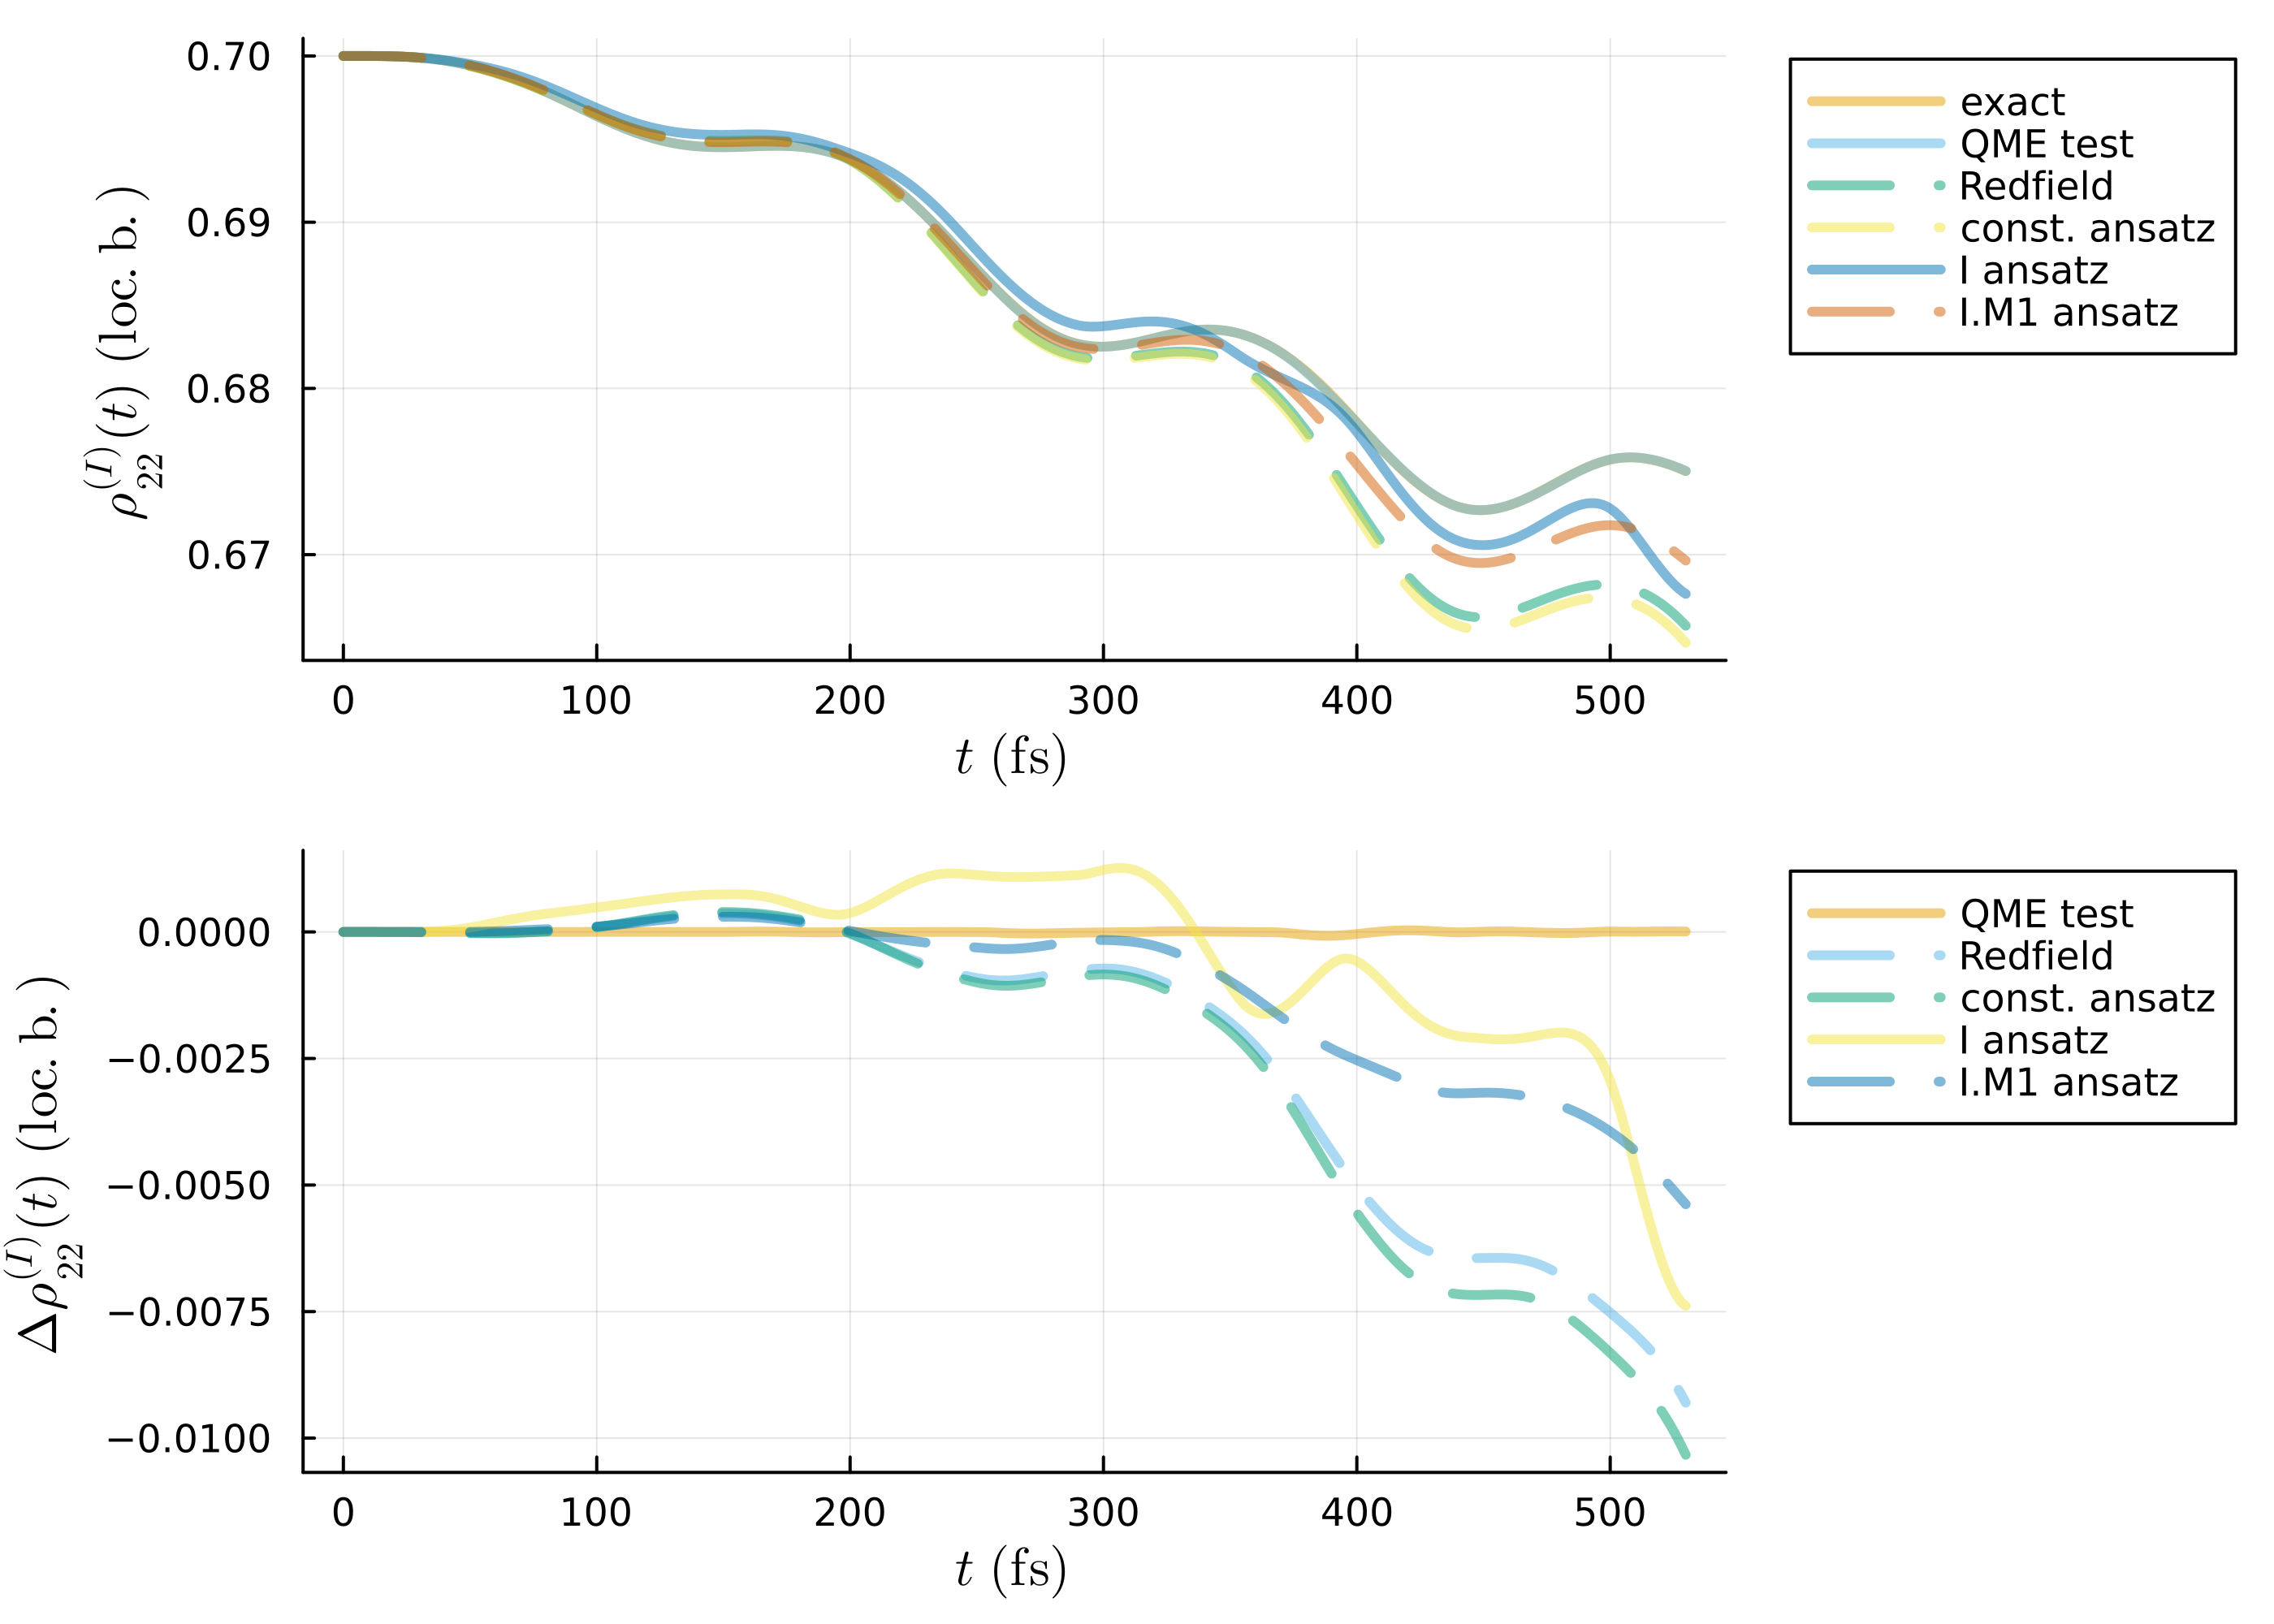 0.70
0.69
0.68
0.67
ρ₂₂⁽ᴵ⁾(t) (loc. b. )
0 100 200 300 400 500
t (fs)
exact
QME test
Redfield
const. ansatz
I ansatz
I.M1 ansatz
0.0000
−0.0025
−0.0050
−0.0075
−0.0100
Δρ₂₂⁽ᴵ⁾(t) (loc. b. )
0 100 200 300 400 500
t (fs)
QME test
Redfield
const. ansatz
I ansatz
I.M1 ansatz